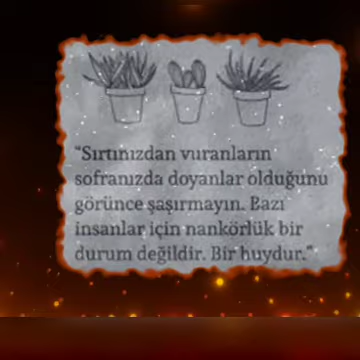 “Sırtınızdan vuranların
sofranızda doyanlar olduğunu
görünce şaşırmayın. Bazı
insanlar için nankörlük bir
durum değildir. Bir huydur.“